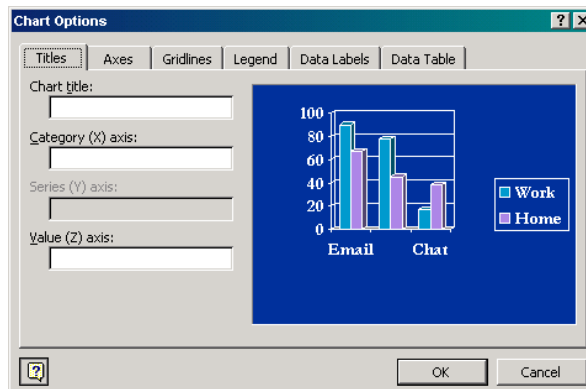 Chart Options
Titles Axes Gridlines Legend Data Labels Data Table
Chart title:
Category (X) axis:
Series (Y) axis:
Value (Z) axis:
100
80
60
40
20
0
Email Chat
Work
Home
OK Cancel